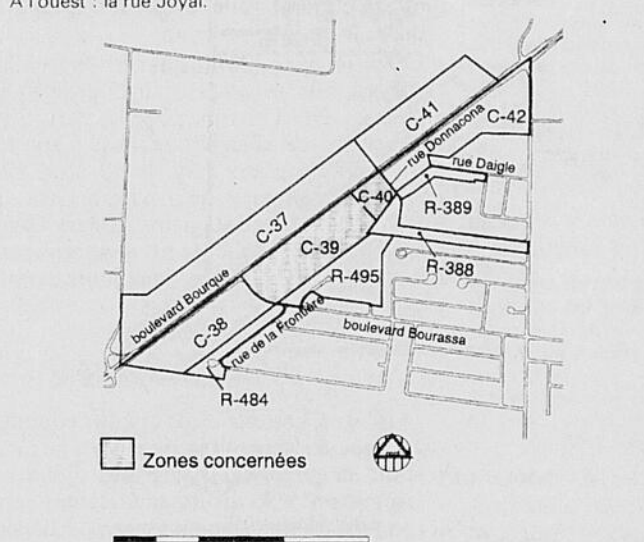 A l'ouest : la rue Joyal.
C-41
C-42
rue Donnacona
rue Daigle
C-40
R-389
C-37
C-39
R-388
R-495
boulevard Bourque
C-38
rue de la Frontière
boulevard Bourassa
R-484
Zones concernées